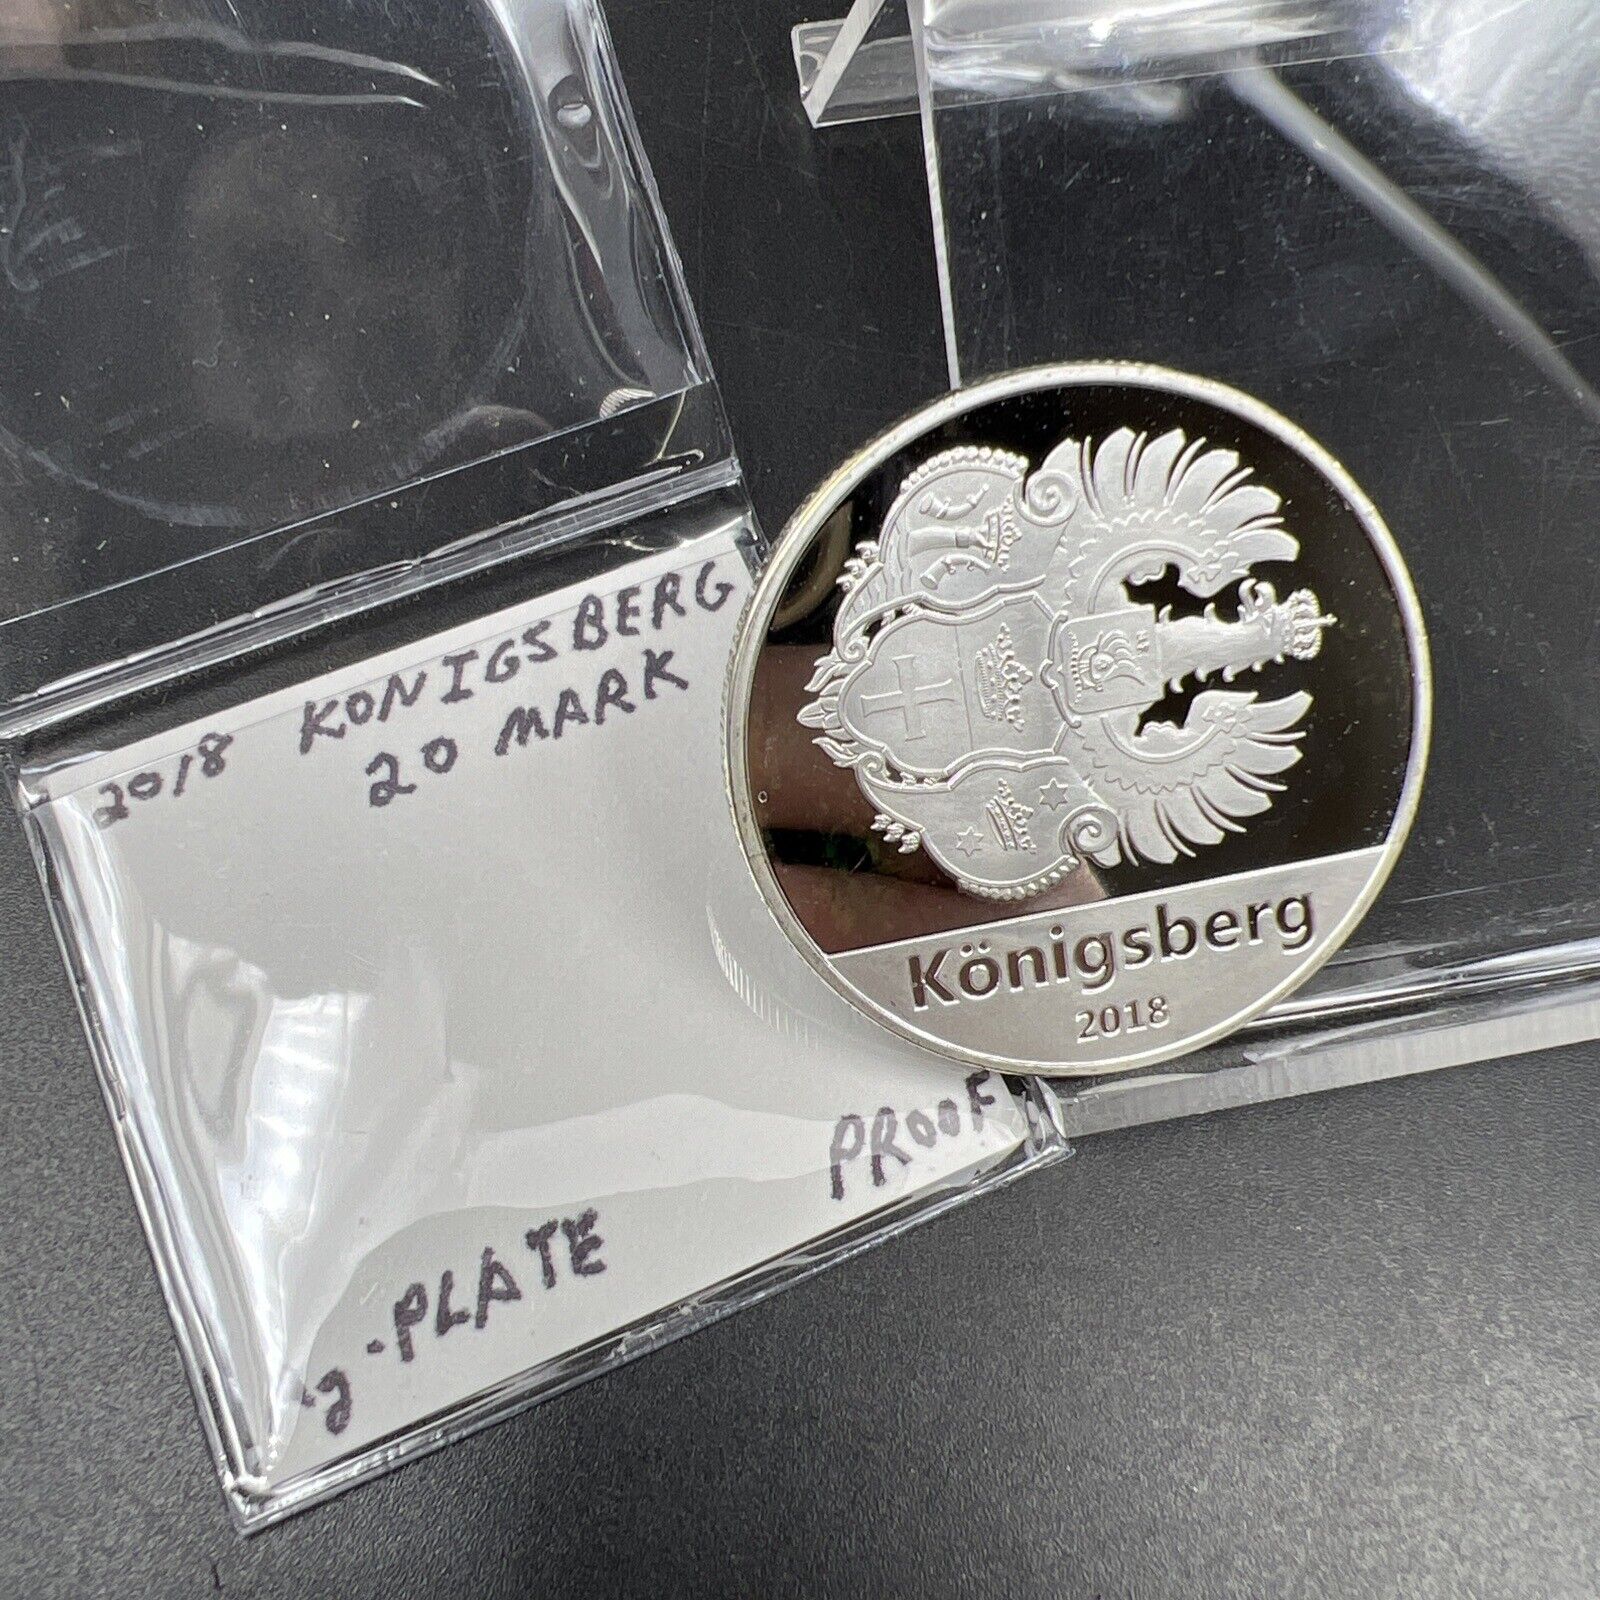 2018 KONIGSBERG
20 MARK
PROOF
g-PLATE
Königsberg
2018